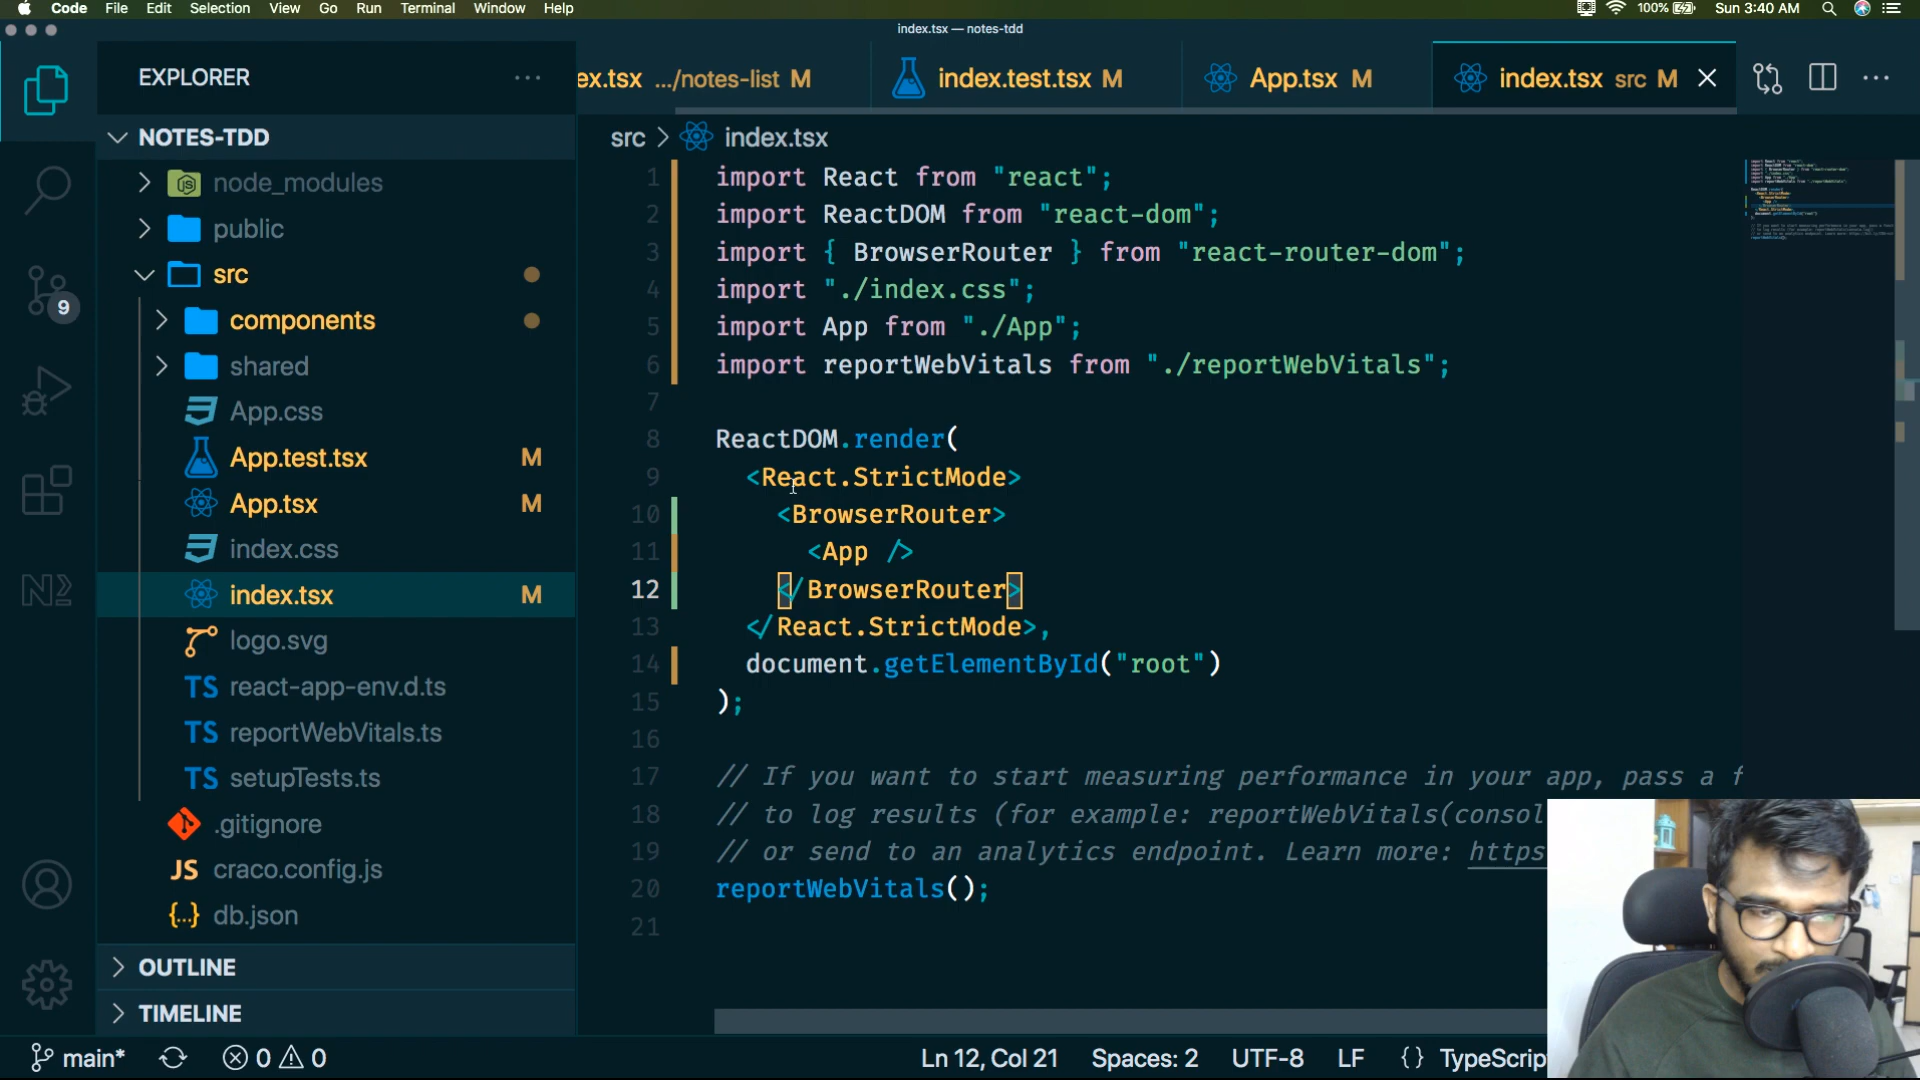 Code File Edit Selection View Go Run Terminal Window Help 100% Sun 3:40 AM
index.tsx — notes-tdd
EXPLORER
ex.tsx .../notes-list M index.test.tsx M App.tsx M index.tsx src M
NOTES-TDD
src index.tsx
node_modules
public
src
components
shared
App.css
App.test.tsx M
App.tsx M
index.css
index.tsx M
logo.svg
TS react-app-env.d.ts
TS reportWebVitals.ts
TS setupTests.ts
.gitignore
JS craco.config.js
{..} db.json
OUTLINE
TIMELINE
9
1 import React from "react";
2 import ReactDOM from "react-dom";
3 import { BrowserRouter } from "react-router-dom";
4 import "./index.css";
5 import App from "./App";
6 import reportWebVitals from "./reportWebVitals";
7
8 ReactDOM.render(
9 <React.StrictMode>
10 <BrowserRouter>
11 <App />
12 </BrowserRouter>
13 </React.StrictMode>,
14 document.getElementById("root")
15 );
16
17 // If you want to start measuring performance in your app, pass a f
18 // to log results (for example: reportWebVitals(consol
19 // or send to an analytics endpoint. Learn more: https
20 reportWebVitals();
21
main* 0 0 Ln 12, Col 21 Spaces: 2 UTF-8 LF {} TypeScrip